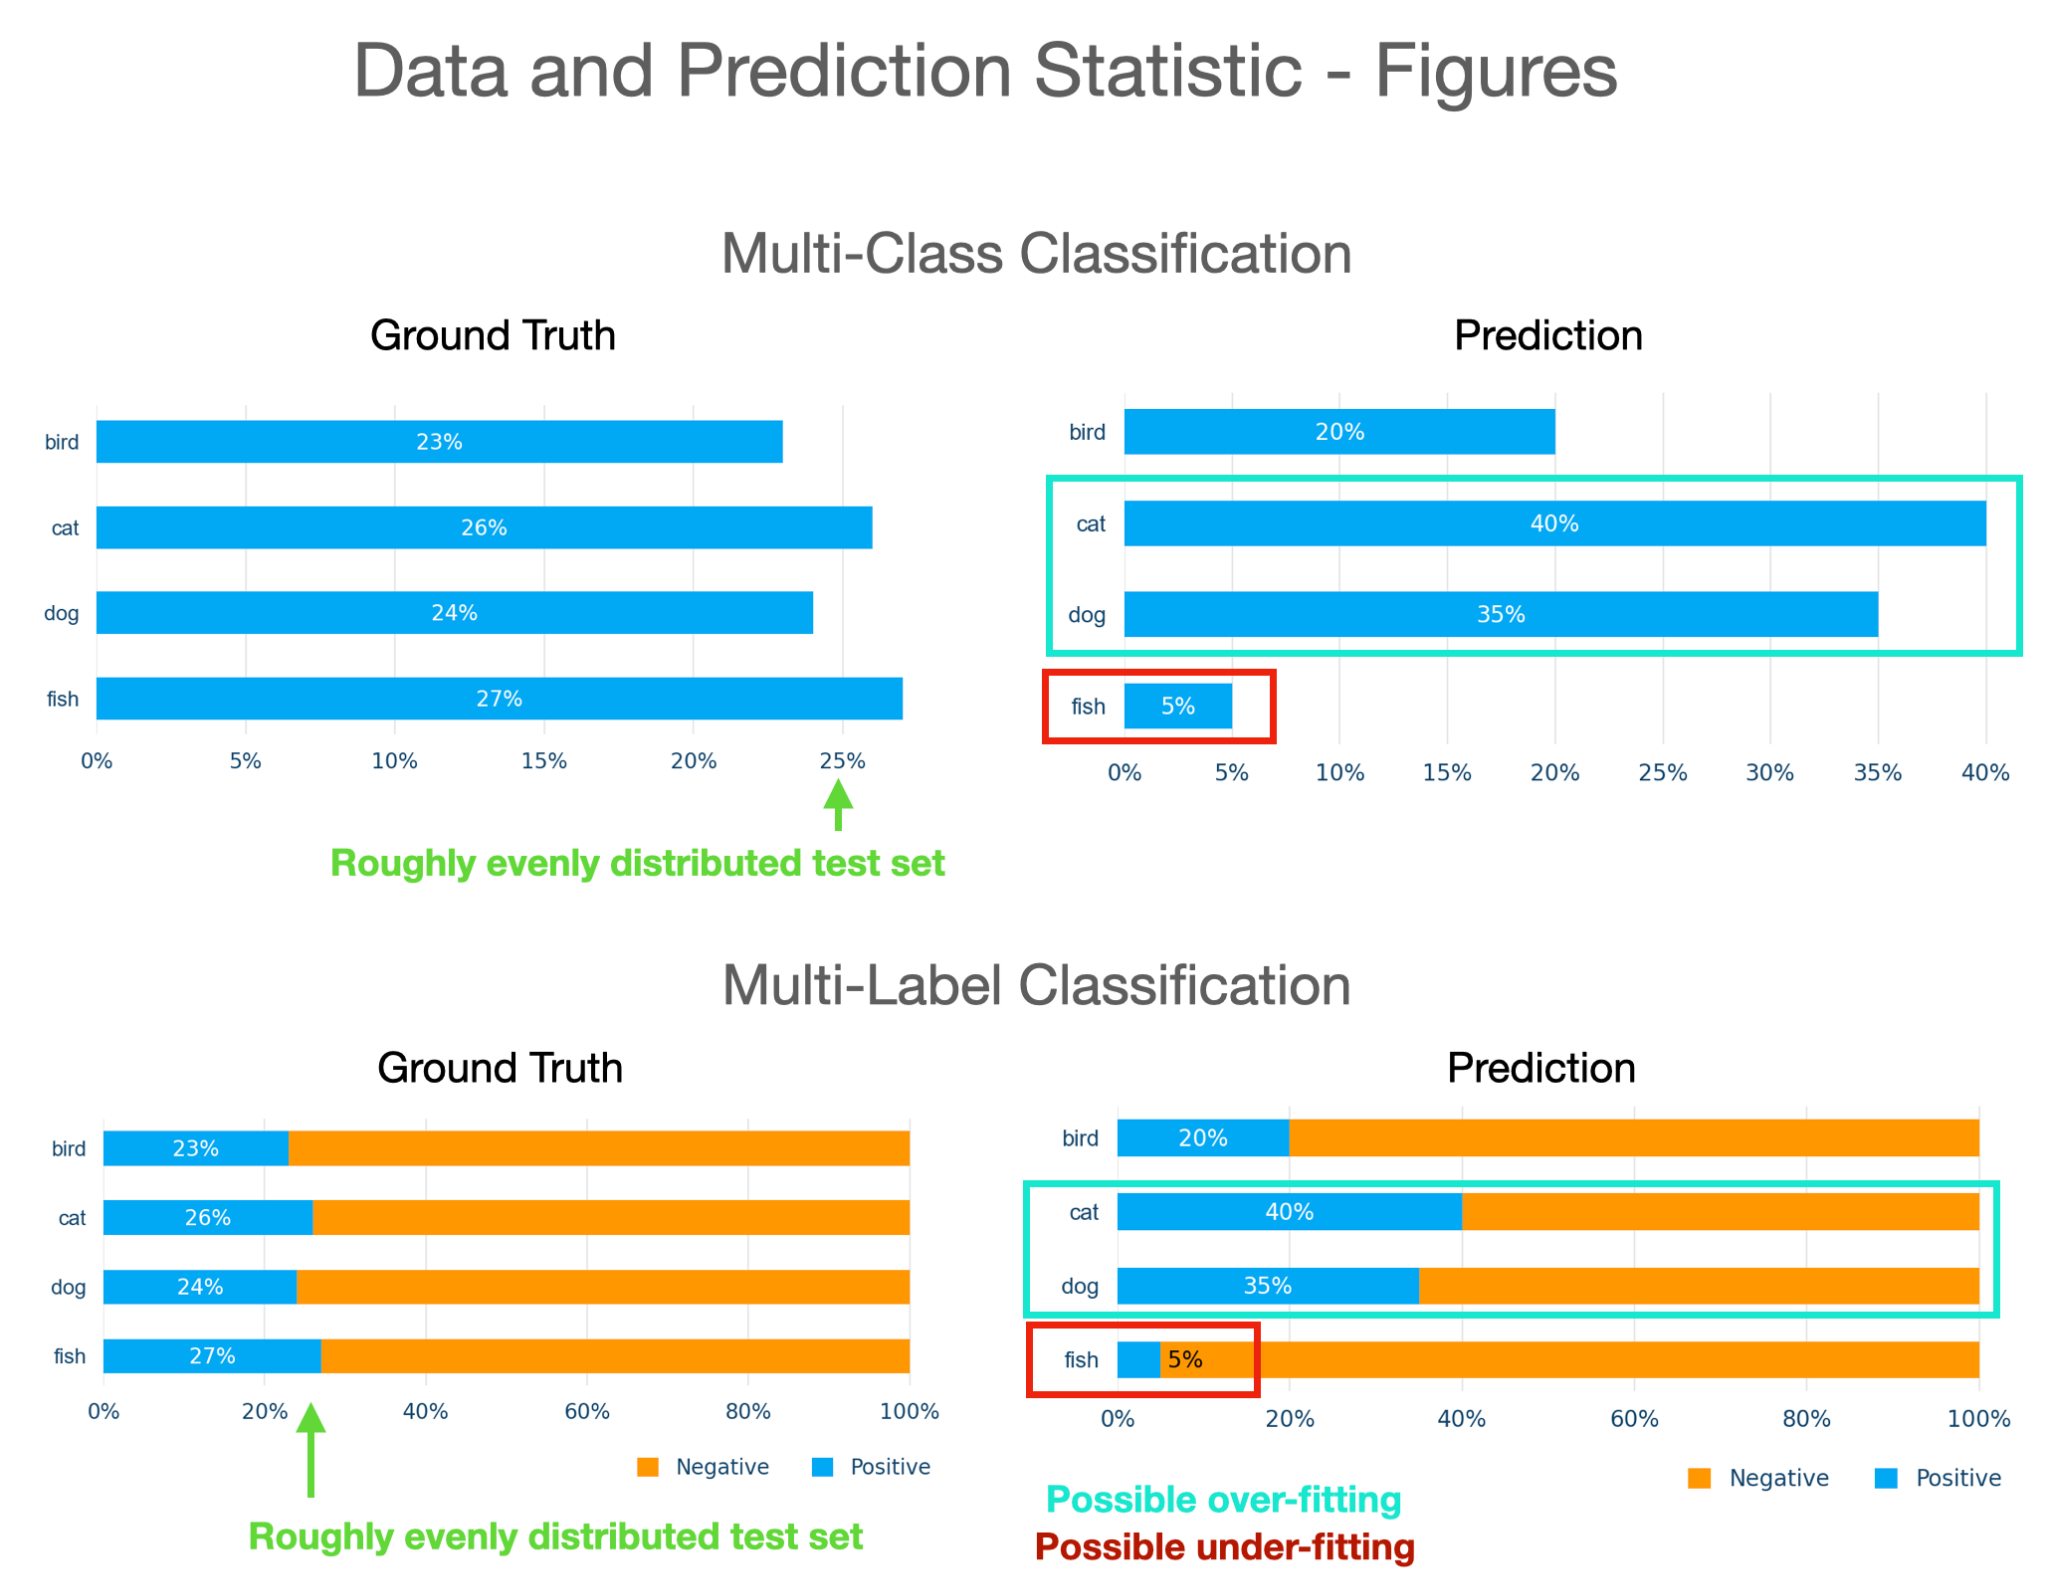 Data and Prediction Statistic - Figures
Multi-Class Classification
Ground Truth
bird 23%
cat 26%
dog 24%
fish 27%
0% 5% 10% 15% 20% 25%
Roughly evenly distributed test set
Prediction
bird 20%
cat 40%
dog 35%
fish 5%
0% 5% 10% 15% 20% 25% 30% 35% 40%
Multi-Label Classification
Ground Truth
bird 23%
cat 26%
dog 24%
fish 27%
0% 20% 40% 60% 80% 100%
Negative Positive
Roughly evenly distributed test set
Prediction
bird 20%
cat 40%
dog 35%
fish 5%
0% 20% 40% 60% 80% 100%
Negative Positive
Possible over-fitting
Possible under-fitting